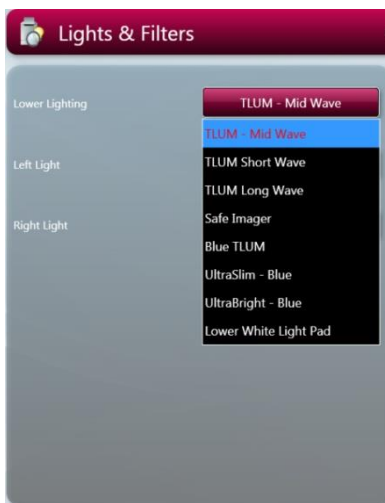 Lights & Filters
Lower Lighting
TLUM - Mid Wave
TLUM - Mid Wave
TLUM Short Wave
Left Light
TLUM Long Wave
Safe Imager
Right Light
Blue TLUM
UltraSlim - Blue
UltraBright - Blue
Lower White Light Pad